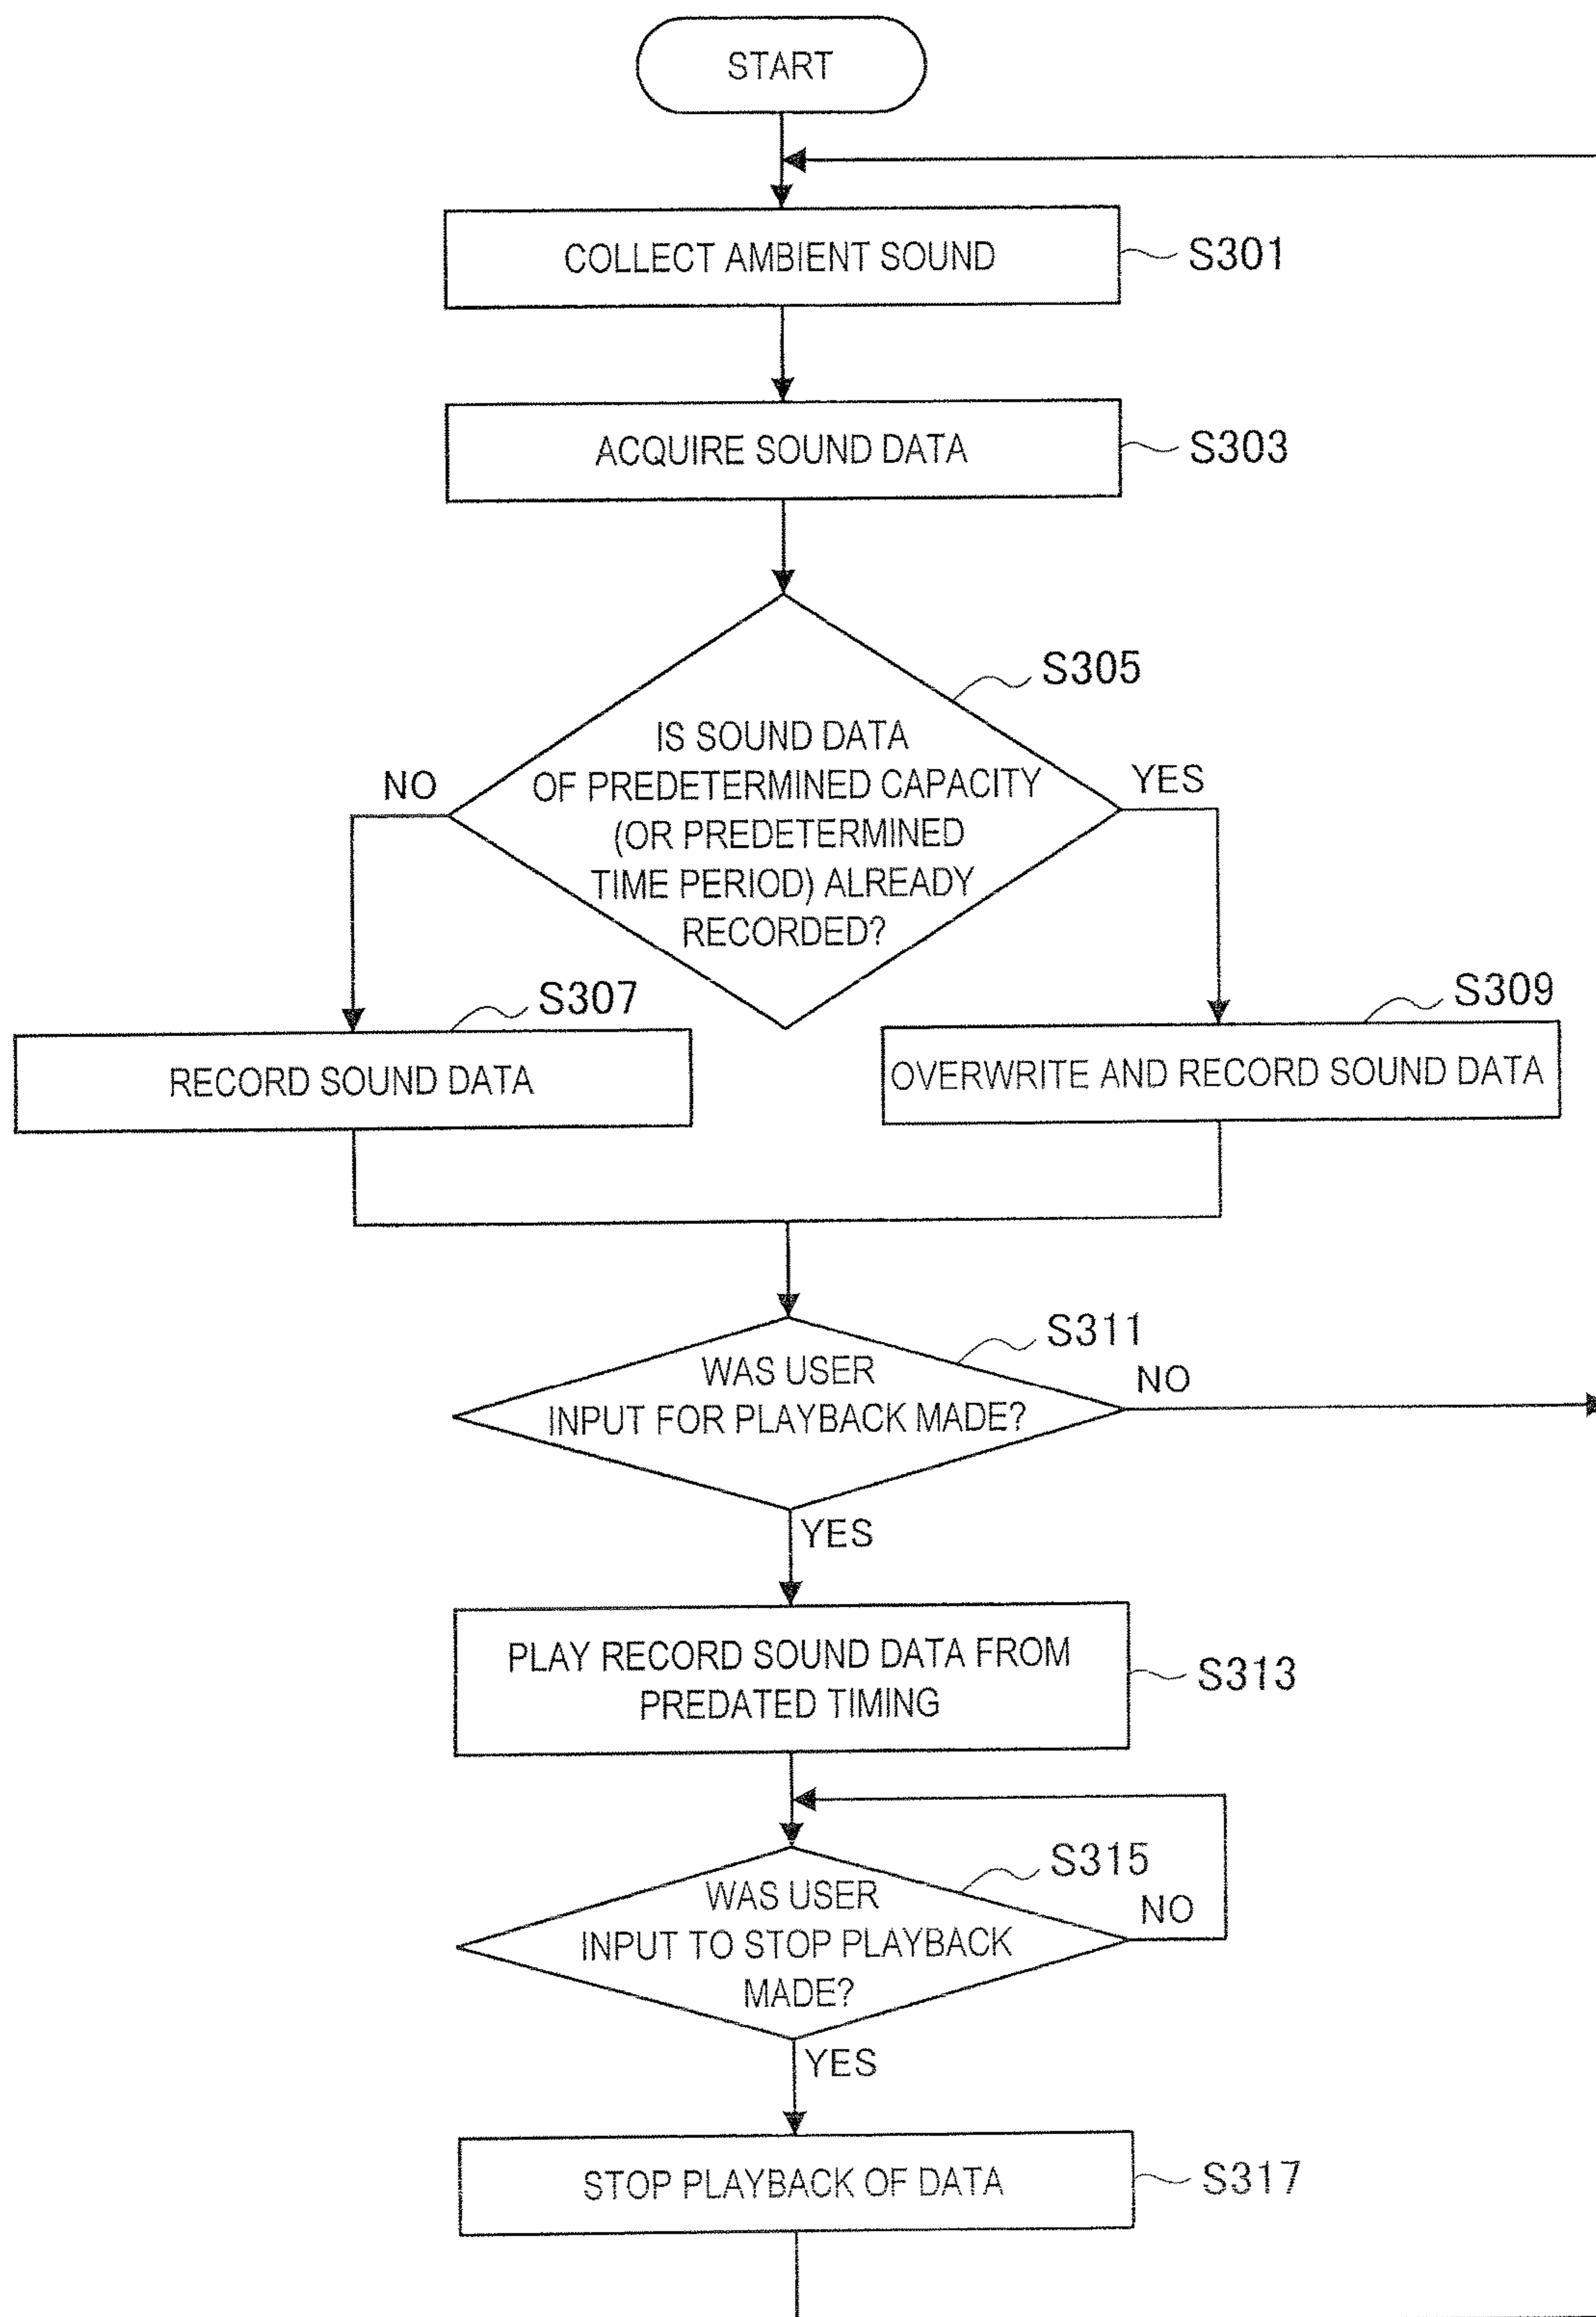 START
COLLECT AMBIENT SOUND
S301
ACQUIRE SOUND DATA
S303
S305
IS SOUND DATA
OF PREDETERMINED CAPACITY
(OR PREDETERMINED
TIME PERIOD) ALREADY
RECORDED?
NO
YES
S307
RECORD SOUND DATA
S309
OVERWRITE AND RECORD SOUND DATA
S311
WAS USER
INPUT FOR PLAYBACK MADE?
NO
YES
PLAY RECORD SOUND DATA FROM
PREDATED TIMING
S313
S315
WAS USER
INPUT TO STOP PLAYBACK
MADE?
NO
YES
STOP PLAYBACK OF DATA
S317